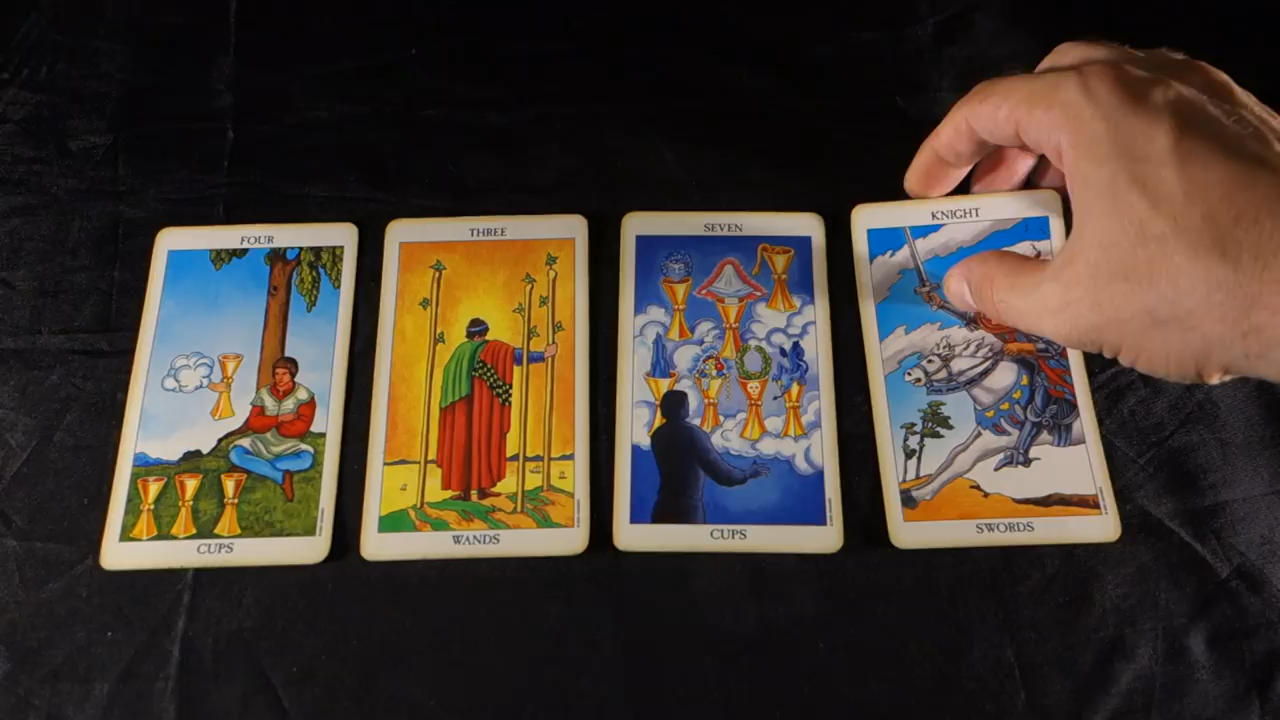 FOUR
CUPS
THREE
WANDS
SEVEN
CUPS
KNIGHT
SWORDS